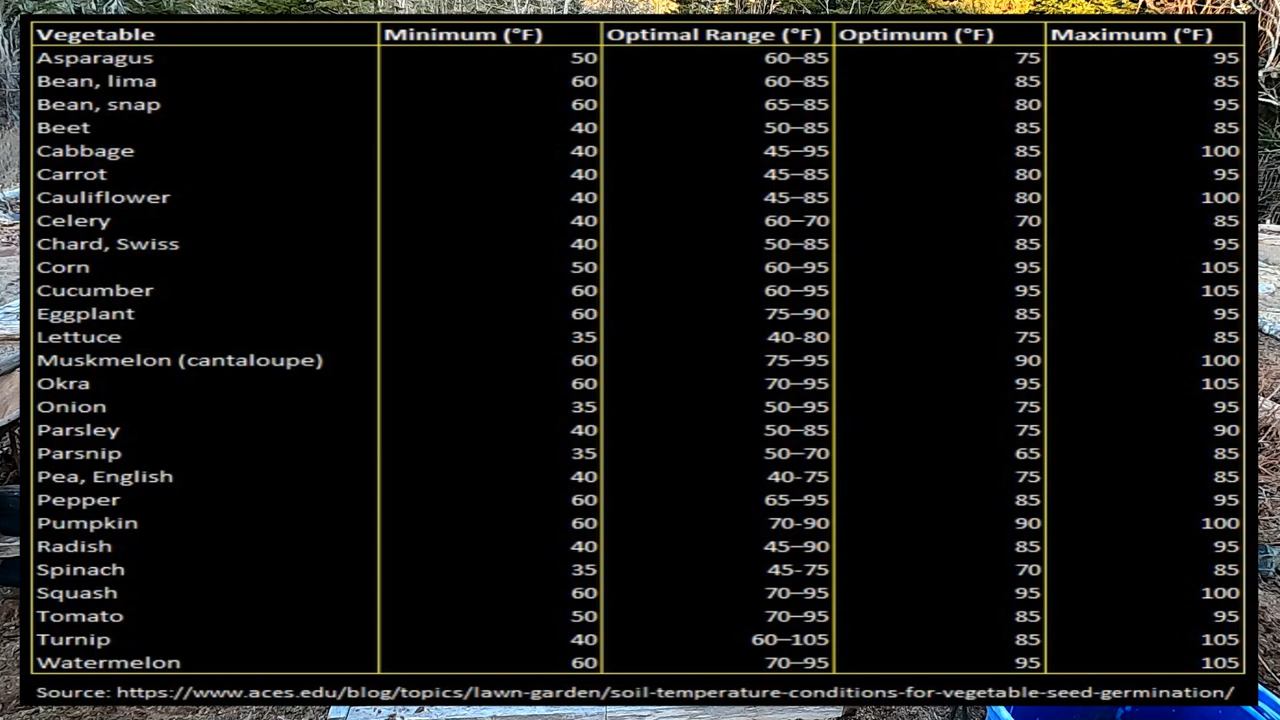 Vegetable Minimum (°F) Optimal Range (°F) Optimum (°F) Maximum (°F)
Asparagus 50 60–85 75 95
Bean, lima 60 60–85 85 85
Bean, snap 60 65–85 80 95
Beet 40 50–85 85 85
Cabbage 40 45–95 85 100
Carrot 40 45–85 80 95
Cauliflower 40 45–85 80 100
Celery 40 60–70 70 85
Chard, Swiss 40 50–85 85 95
Corn 50 60–95 95 105
Cucumber 60 60–95 95 105
Eggplant 60 75–90 85 95
Lettuce 35 40-80 75 85
Muskmelon (cantaloupe) 60 75–95 90 100
Okra 60 70–95 95 105
Onion 35 50–95 75 95
Parsley 40 50–85 75 90
Parsnip 35 50–70 65 85
Pea, English 40 40-75 75 85
Pepper 60 65–95 85 95
Pumpkin 60 70-90 90 100
Radish 40 45–90 85 95
Spinach 35 45-75 70 85
Squash 60 70–95 95 100
Tomato 50 70–95 85 95
Turnip 40 60–105 85 105
Watermelon 60 70–95 95 105
Source: https://www.aces.edu/blog/topics/lawn-garden/soil-temperature-conditions-for-vegetable-seed-germination/